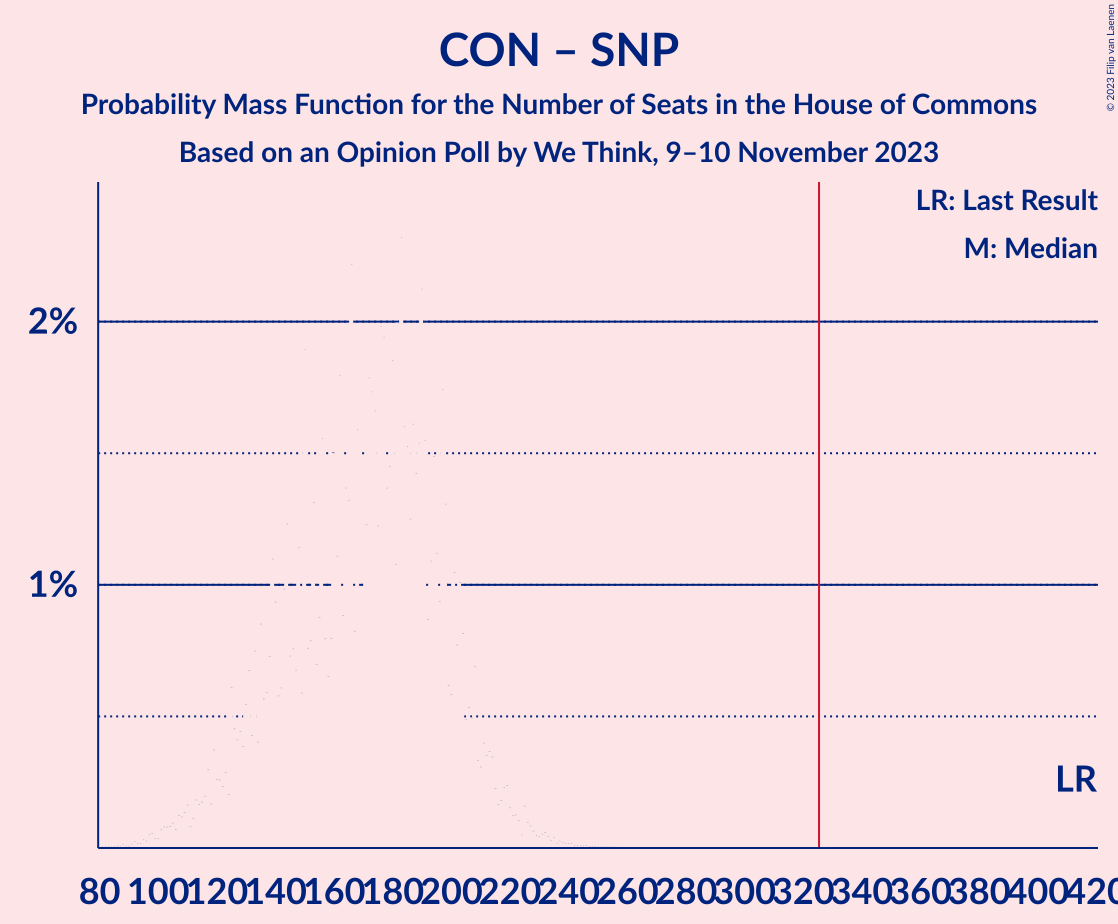 CON – SNP
Probability Mass Function for the Number of Seats in the House of Commons
Based on an Opinion Poll by We Think, 9–10 November 2023
© 2023 Filip van Laenen
LR: Last Result
M: Median
2%
1%
LR
80 100 120 140 160 180 200 220 240 260 280 300 320 340 360 380 400 420